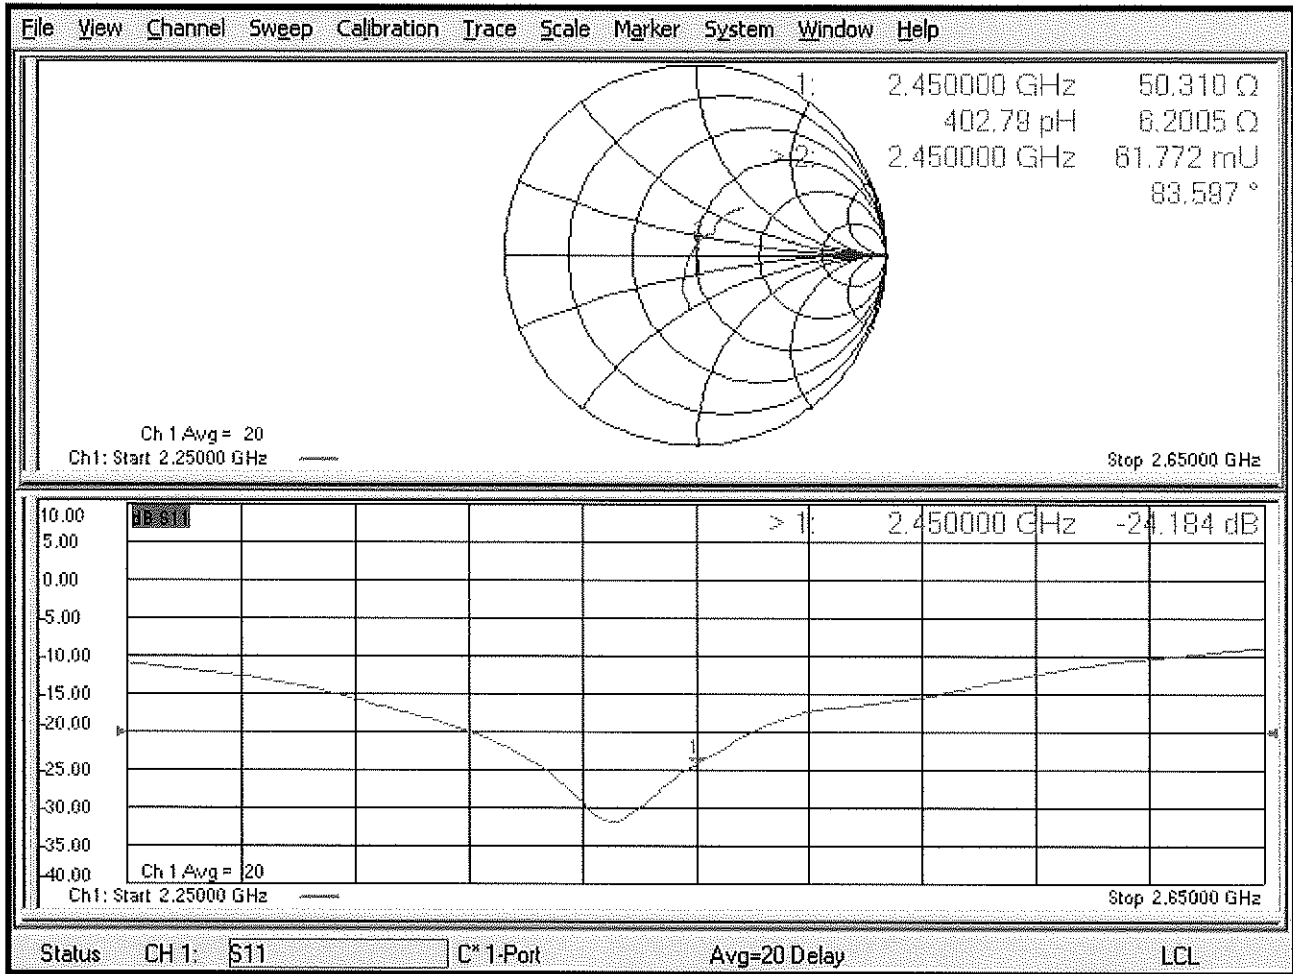 File View Channel Sweep Calibration Trace Scale Marker System Window Help
1: 2.450000 GHz 50.310 Ω
402.79 pH 6.2005 Ω
> 2: 2.450000 GHz 61.772 mU
83.597 °
Ch 1 Avg = 20
Ch1: Start 2.25000 GHz
Stop 2.65000 GHz
10.00 dB S11
> 1: 2.450000 GHz -24.184 dB
5.00
0.00
-5.00
-10.00
-15.00
-20.00
1
-25.00
-30.00
-35.00
-40.00
Ch 1 Avg = 20
Ch1: Start 2.25000 GHz
Stop 2.65000 GHz
Status CH 1: S11 C* 1-Port Avg=20 Delay LCL